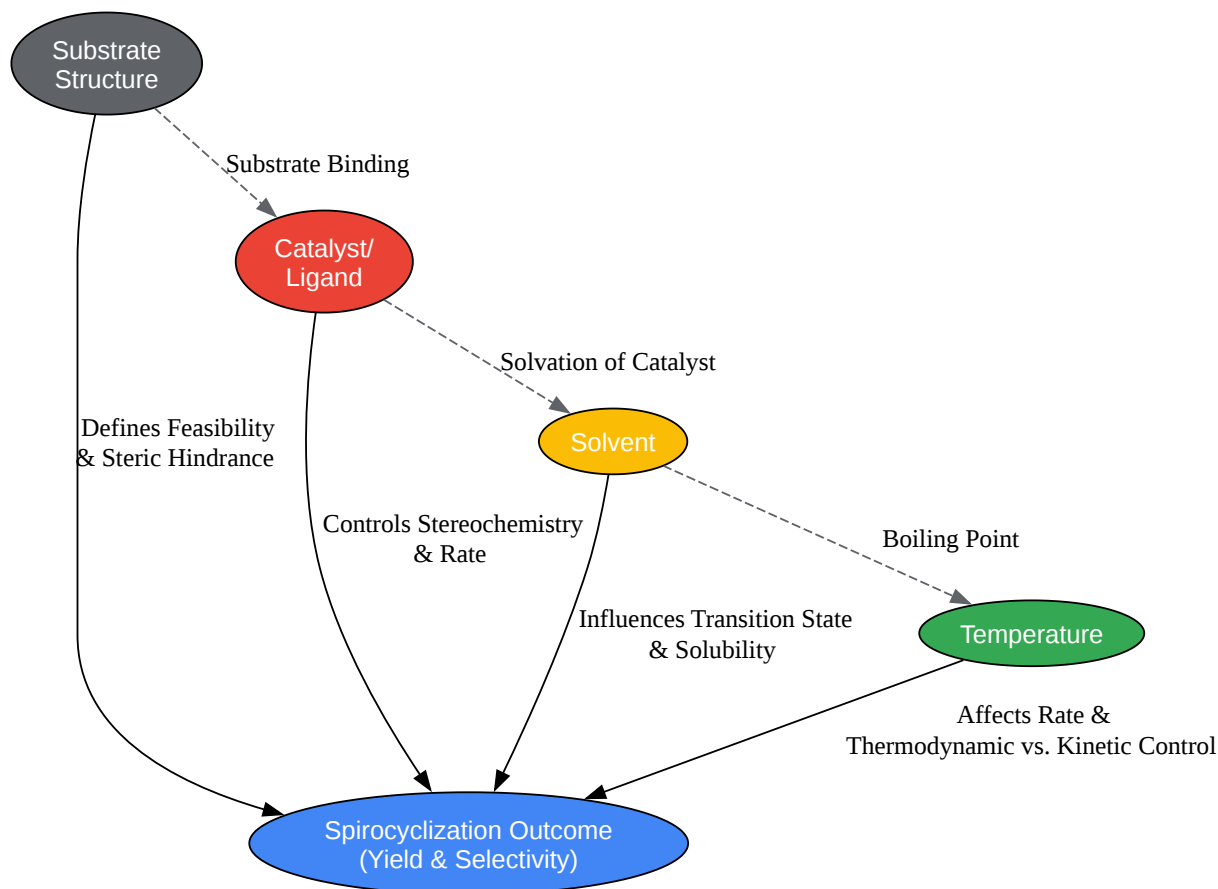 Substrate
Structure
Substrate Binding
Catalyst/
Ligand
Solvation of Catalyst
Defines Feasibility
& Steric Hindrance
Solvent
Controls Stereochemistry
& Rate
Boiling Point
Influences Transition State
& Solubility
Temperature
Affects Rate &
Thermodynamic vs. Kinetic Control
Spirocyclization Outcome
(Yield & Selectivity)